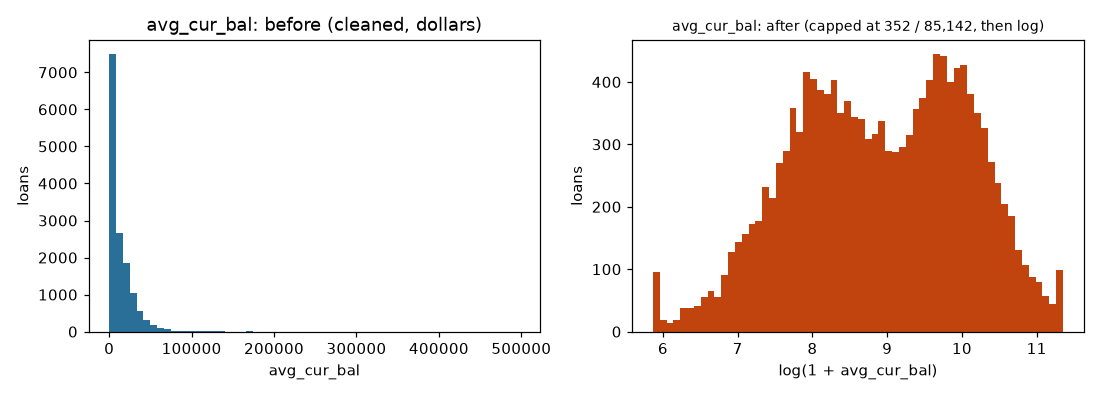 avg_cur_bal: before (cleaned, dollars)
loans
7000
6000
5000
4000
3000
2000
1000
0
0 100000 200000 300000 400000 500000
avg_cur_bal
avg_cur_bal: after (capped at 352 / 85,142, then log)
loans
400
300
200
100
0
6 7 8 9 10 11
log(1 + avg_cur_bal)